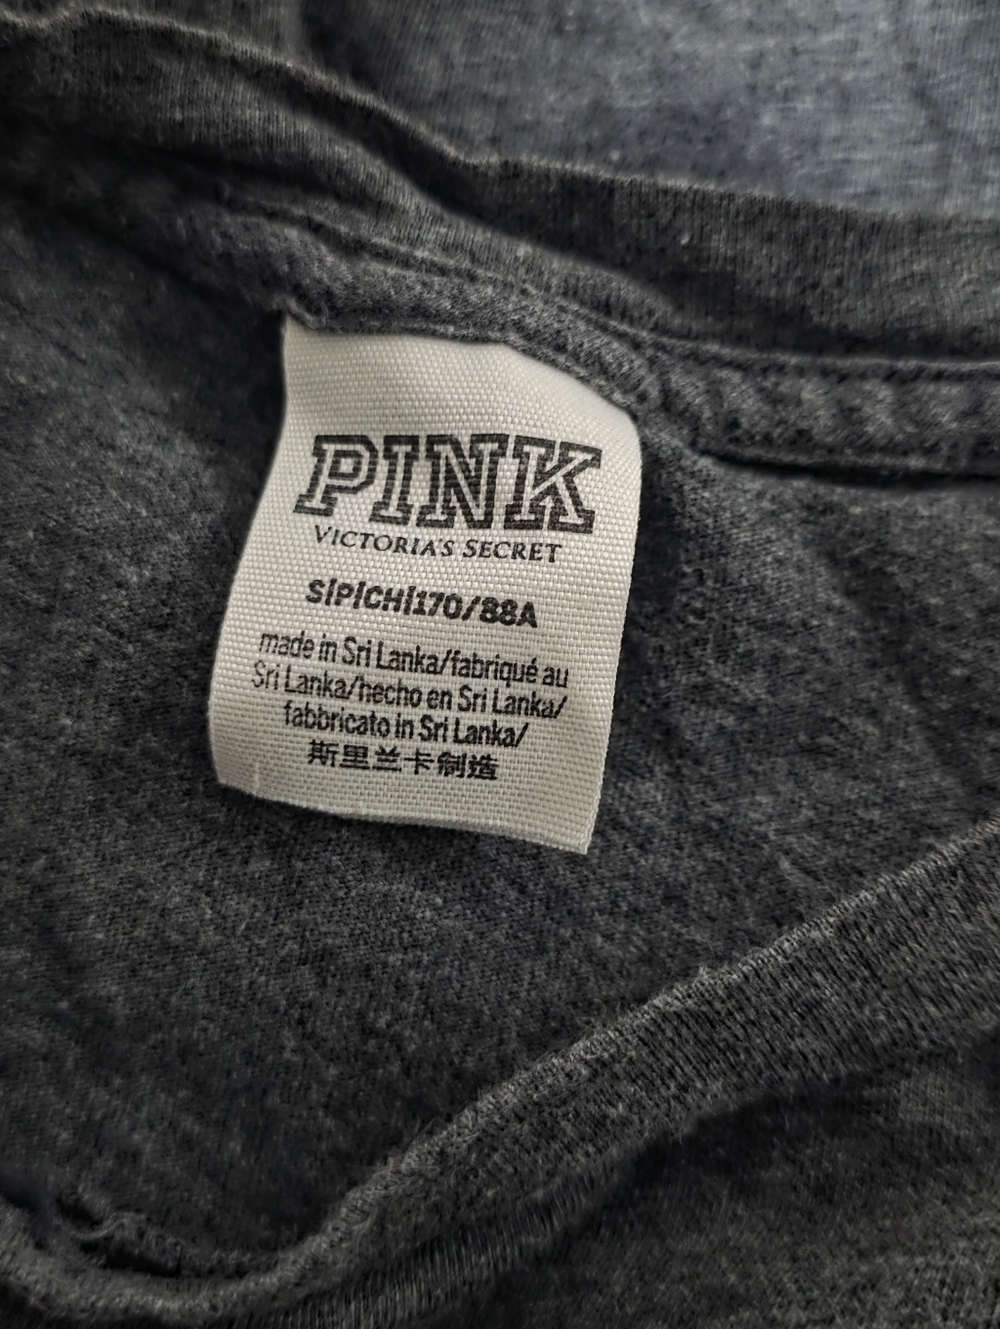 PINK
VICTORIA'S SECRET
S|P|CH|170/88A
made in Sri Lanka/fabriqué au
Sri Lanka/hecho en Sri Lanka/
fabbricato in Sri Lanka/
斯里兰卡制造